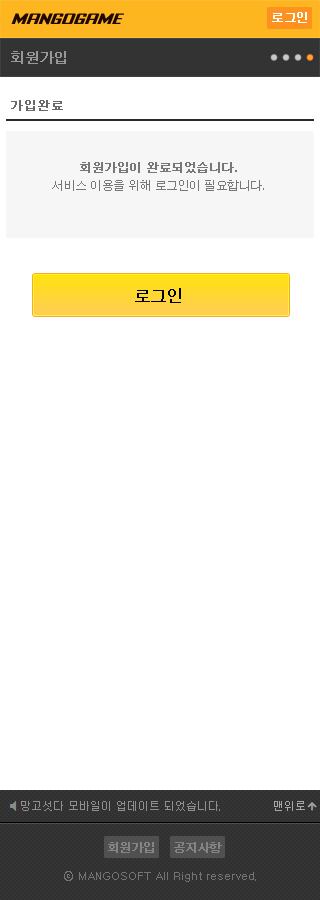 MANGOGAME
로그인
회원가입
가입완료
회원가입이 완료되었습니다.
서비스 이용을 위해 로그인이 필요합니다.
로그인
망고섯다 모바일이 업데이트 되었습니다.
맨위로
회원가입
공지사항
ⓒ MANGOSOFT All Right reserved.